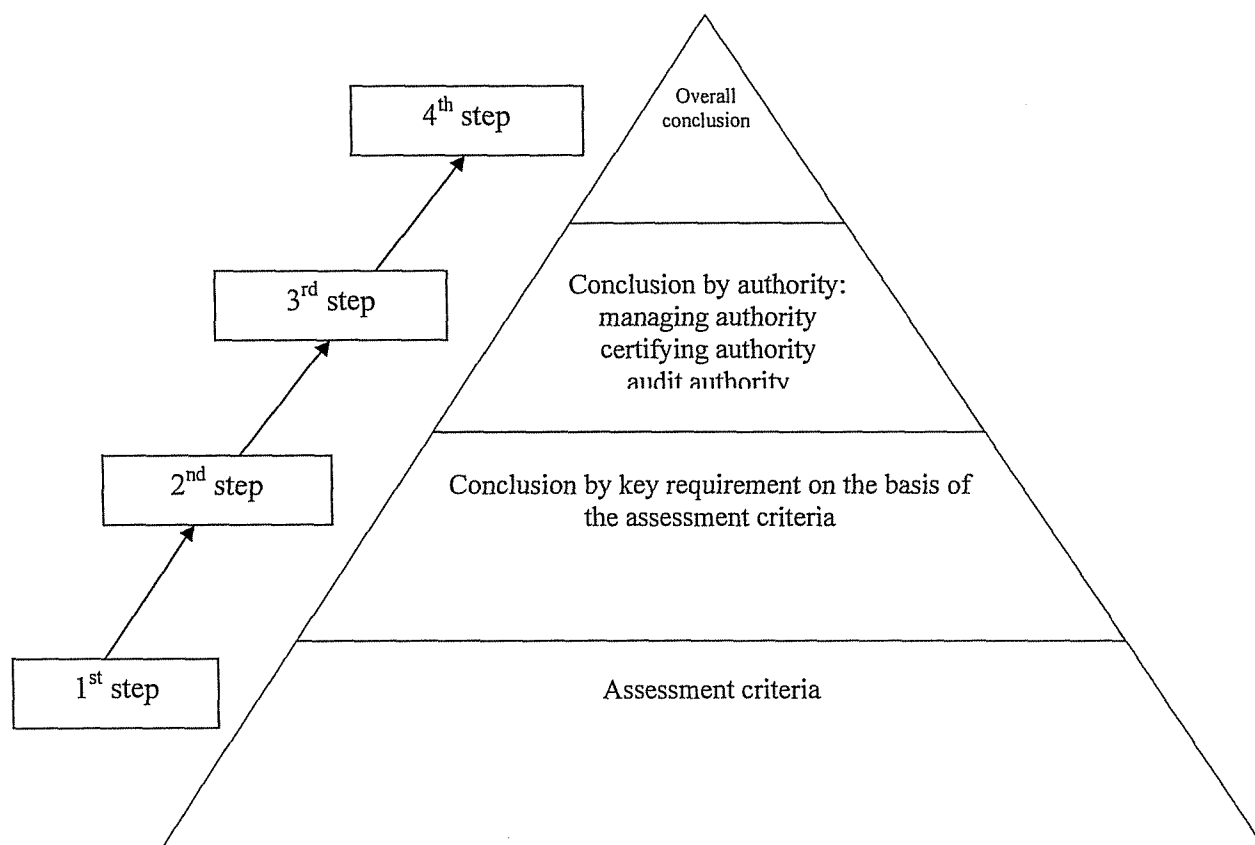 4th step
Overall
conclusion
3rd step
Conclusion by authority:
managing authority
certifying authority
audit authority
2nd step
Conclusion by key requirement on the basis of
the assessment criteria
1st step
Assessment criteria